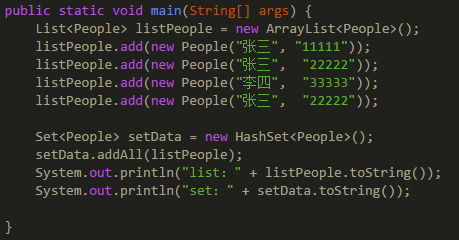 public static void main(String[] args) {
    List<People> listPeople = new ArrayList<People>();
    listPeople.add(new People("张三", "11111"));
    listPeople.add(new People("张三",  "22222"));
    listPeople.add(new People("李四",  "33333"));
    listPeople.add(new People("张三",  "22222"));
    Set<People> setData = new HashSet<People>();
    setData.addAll(listPeople);
    System.out.println("list: " + listPeople.toString());
    System.out.println("set: " + setData.toString());
}